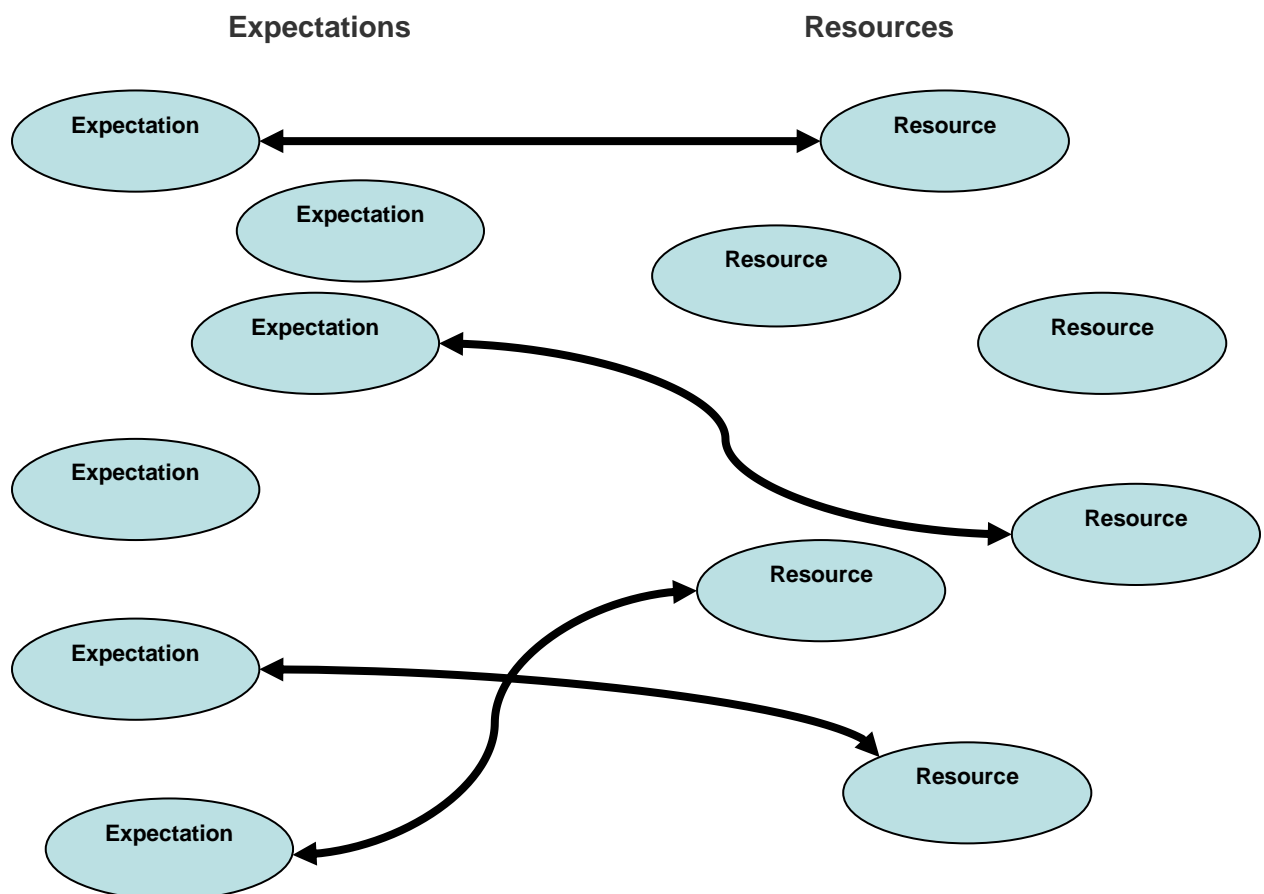 Expectations
Resources
Expectation
Resource
Expectation
Resource
Expectation
Resource
Expectation
Resource
Resource
Expectation
Resource
Expectation